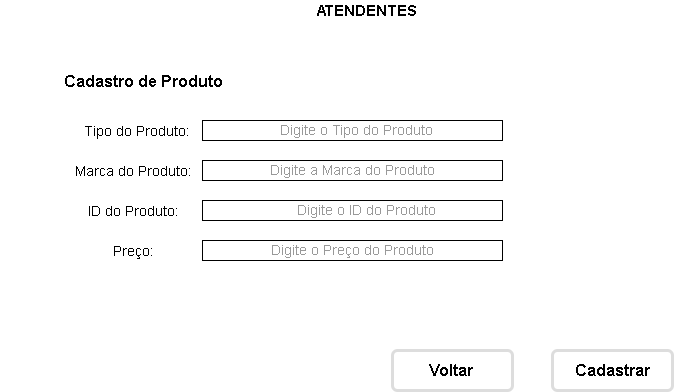 ATENDENTES
Cadastro de Produto
Tipo do Produto: Digite o Tipo do Produto
Marca do Produto: Digite a Marca do Produto
ID do Produto: Digite o ID do Produto
Preço: Digite o Preço do Produto
Voltar Cadastrar